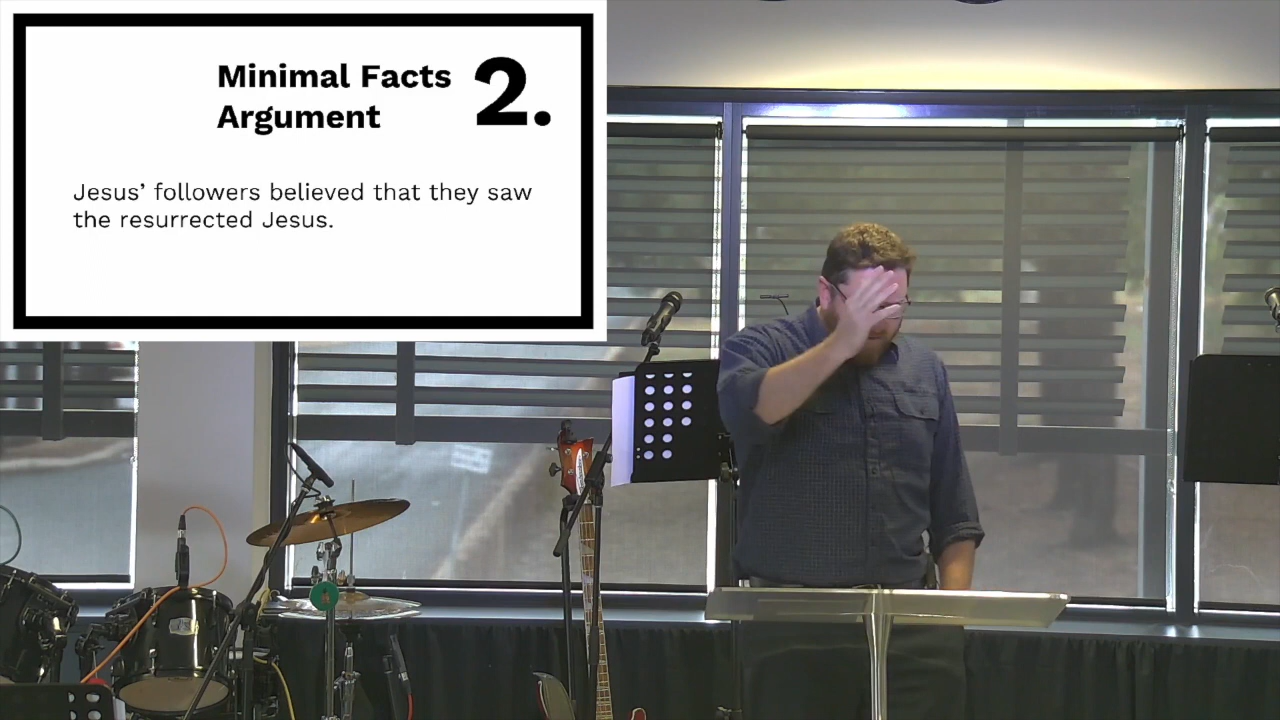 Minimal Facts 2.
Argument
Jesus’ followers believed that they saw
the resurrected Jesus.